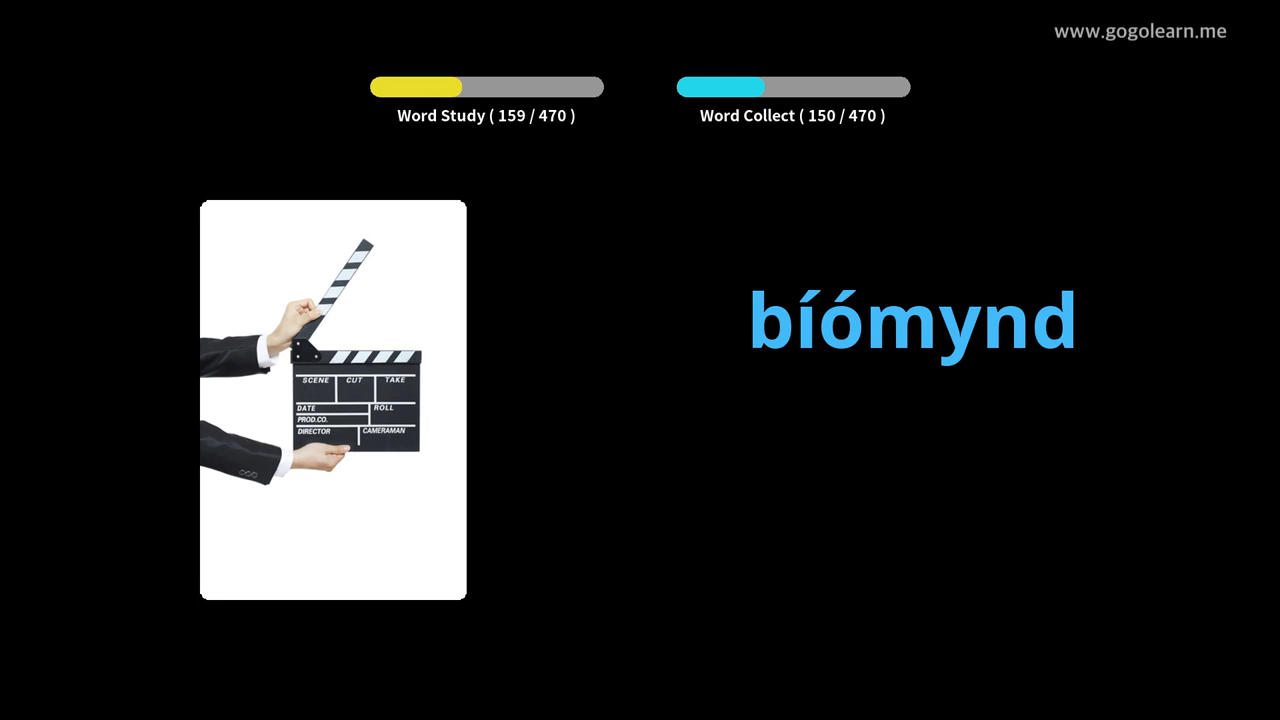 www.gogolearn.me
Word Study ( 159 / 470 )
Word Collect ( 150 / 470 )
bíómynd
SCENE CUT TAKE
DATE ROLL
PROD.CO.
DIRECTOR CAMERAMAN